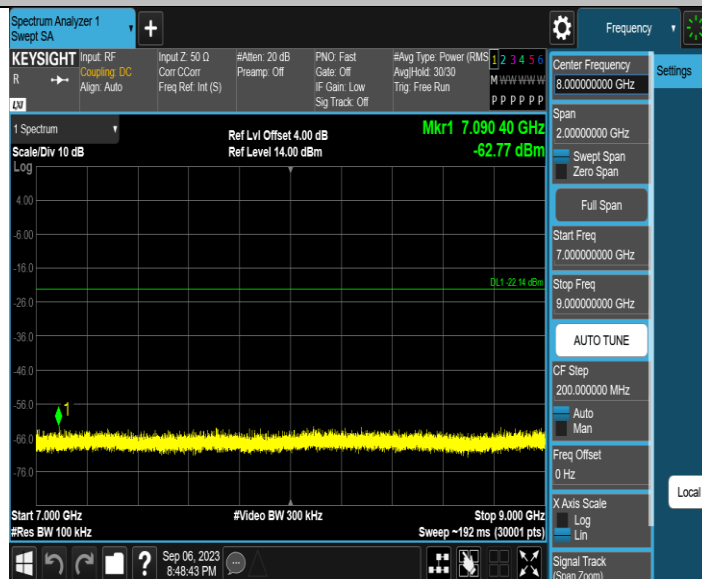 Spectrum Analyzer 1
Swept SA
+
Frequency
KEYSIGHT
R
LXI
Input: RF
Coupling: DC
Align: Auto
Input Z: 50 Ω
Corr CCorr
Freq Ref: Int (S)
#Atten: 20 dB
Preamp: Off
PNO: Fast
Gate: Off
IF Gain: Low
Sig Track: Off
#Avg Type: Power (RMS
Avg|Hold: 30/30
Trig: Free Run
1 2 3 4 5 6
M W W W W W
P P P P P P
1 Spectrum
Scale/Div 10 dB
Log
Ref Lvl Offset 4.00 dB
Ref Level 14.00 dBm
Mkr1 7.090 40 GHz
-62.77 dBm
4.00
-6.00
-16.0
DL1 -22.14 dBm
-26.0
-36.0
-46.0
-56.0
1
-66.0
-76.0
Start 7.000 GHz
#Res BW 100 kHz
#Video BW 300 kHz
Stop 9.000 GHz
Sweep ~192 ms (30001 pts)
?
Sep 06, 2023
8:48:43 PM
Center Frequency
8.000000000 GHz
Span
2.00000000 GHz
Swept Span
Zero Span
Full Span
Start Freq
7.000000000 GHz
Stop Freq
9.000000000 GHz
AUTO TUNE
CF Step
200.000000 MHz
Auto
Man
Freq Offset
0 Hz
X Axis Scale
Log
Lin
Signal Track
(Span Zoom)
Settings
Local